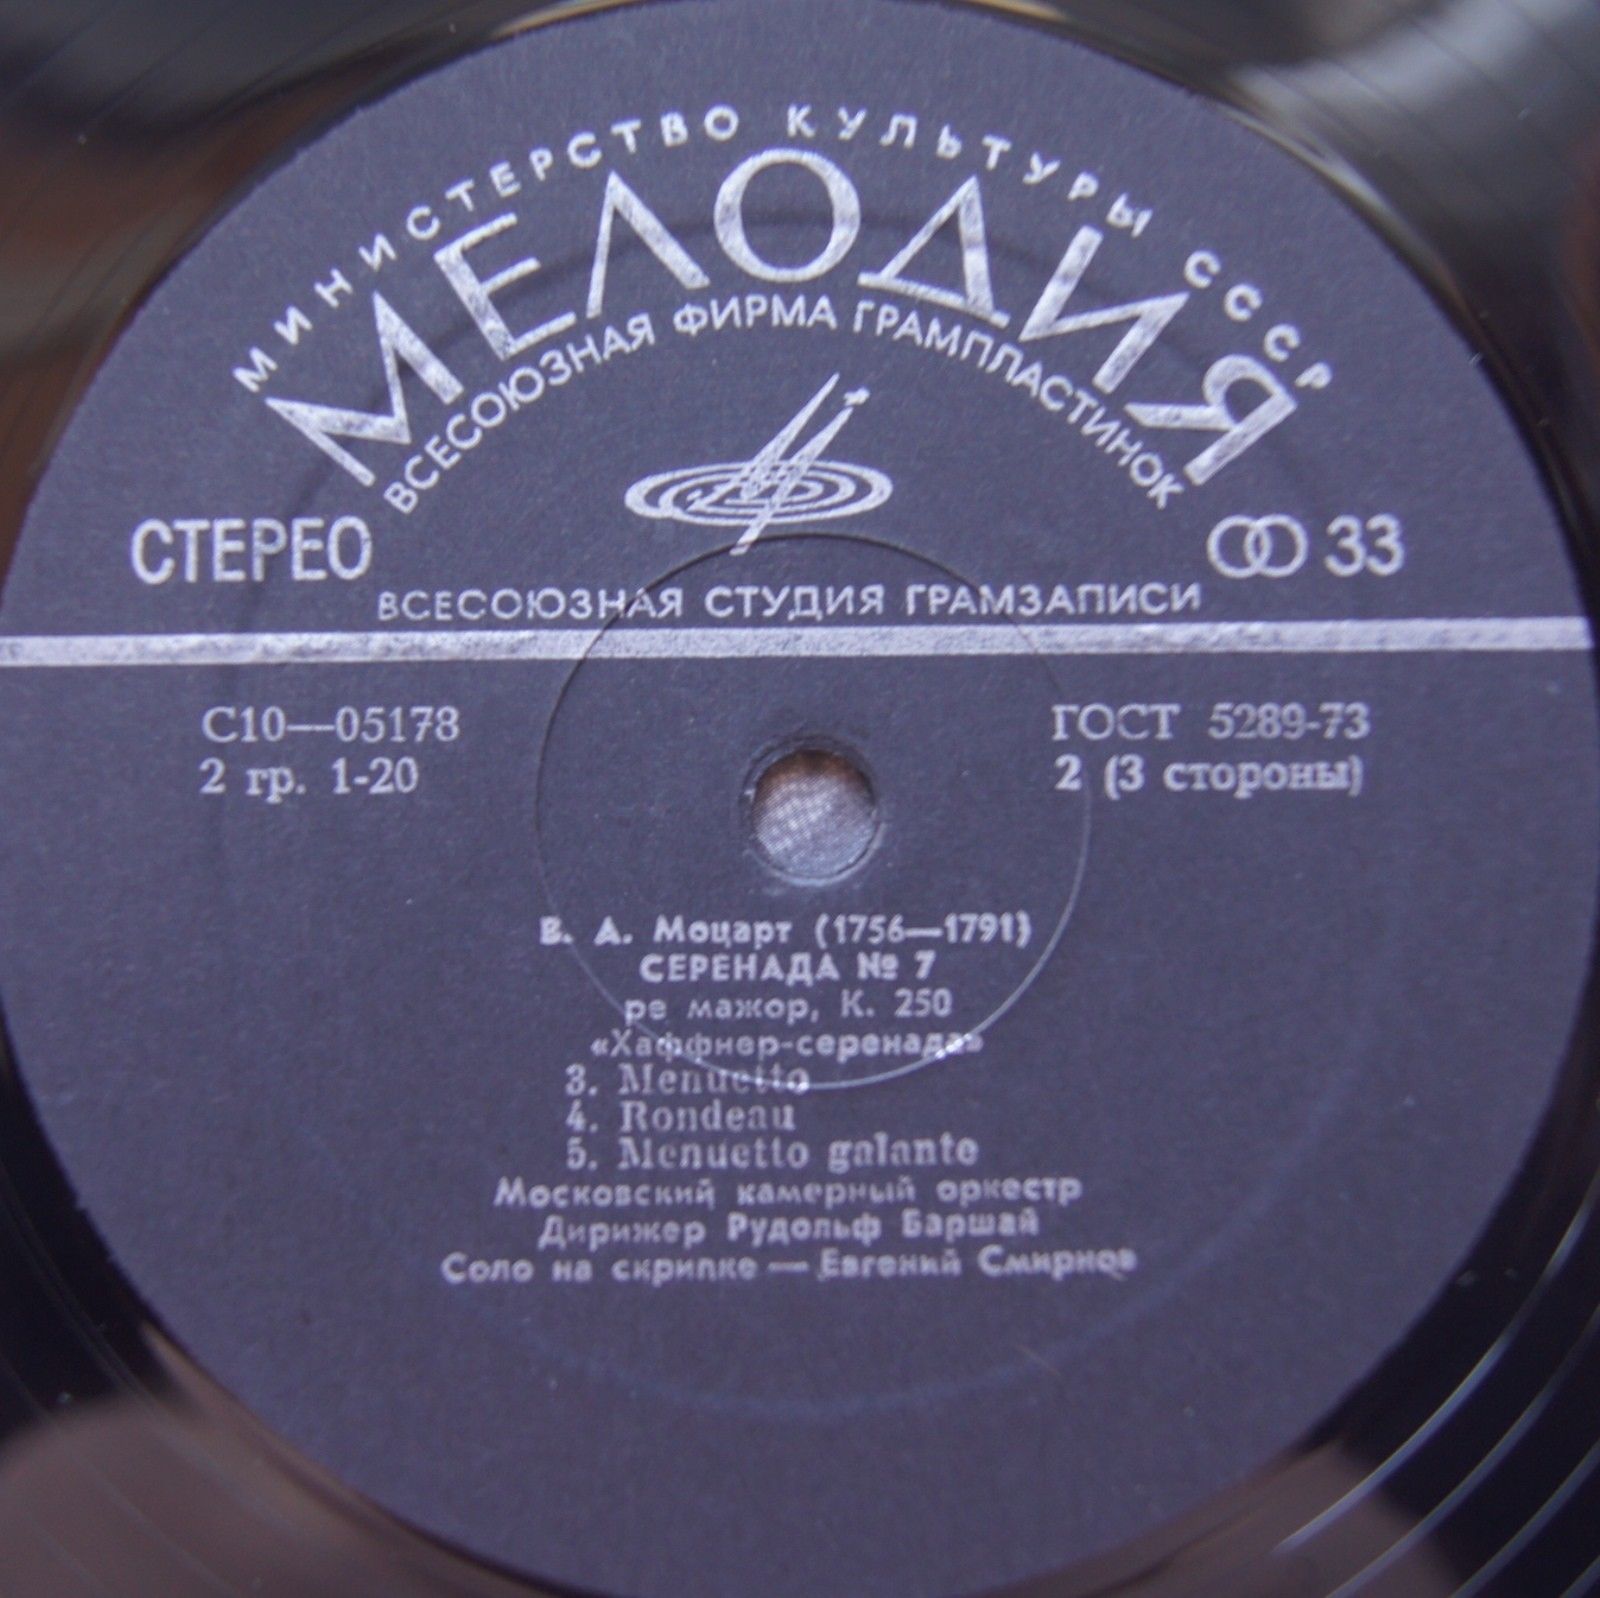 МИНИСТЕРСТВО КУЛЬТУРЫ СССР
МЕЛОДИЯ
ВСЕСОЮЗНАЯ ФИРМА ГРАМПЛАСТИНОК
СТЕРЕО
33
ВСЕСОЮЗНАЯ СТУДИЯ ГРАМЗАПИСИ
С10—05178
ГОСТ 5289-73
2 гр. 1-20
2 (3 стороны)
В. А. Моцарт (1756—1791)
СЕРЕНАДА № 7
ре мажор, К. 250
«Хаффнер-серенада»
3. Menuetto
4. Rondeau
5. Menuetto galante
Московский камерный оркестр
Дирижер Рудольф Баршай
Соло на скрипке — Евгений Смирнов